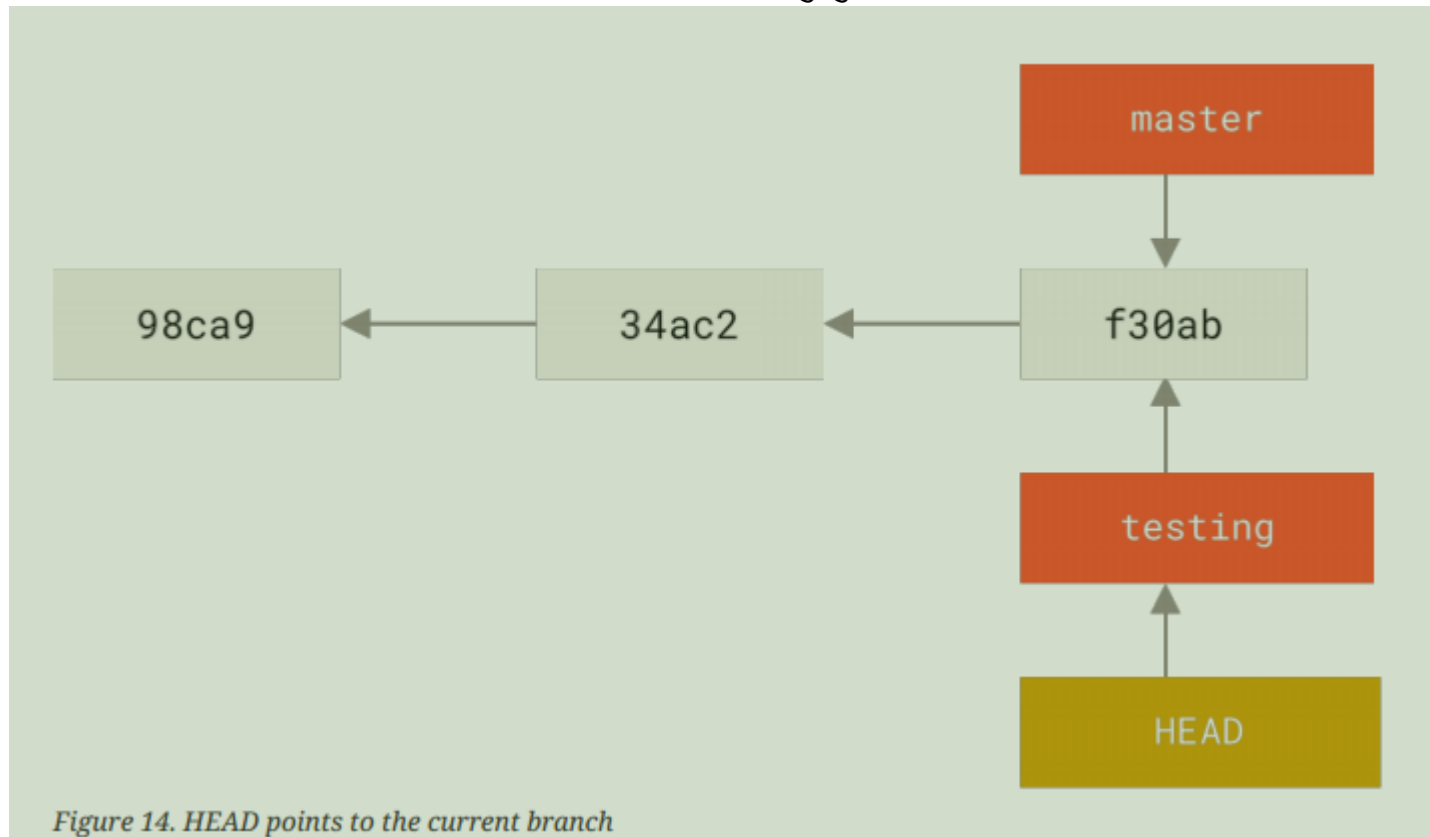 master
98ca9 34ac2 f30ab
testing
HEAD
Figure 14. HEAD points to the current branch